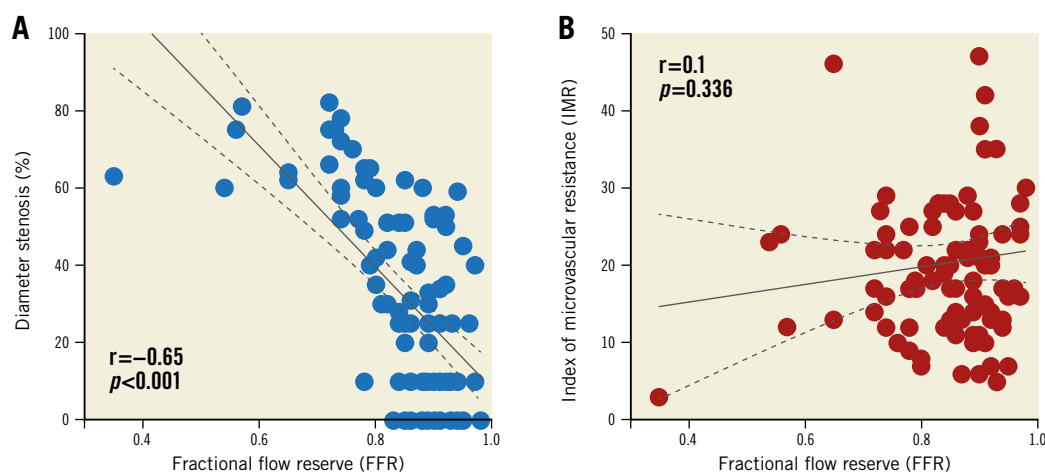 A
100
80
60
40
20
0
Diameter stenosis (%)
r=−0.65
p<0.001
0.4
0.6
0.8
1.0
Fractional flow reserve (FFR)
B
50
40
30
20
10
0
Index of microvascular resistance (IMR)
r=0.1
p=0.336
0.4
0.6
0.8
1.0
Fractional flow reserve (FFR)